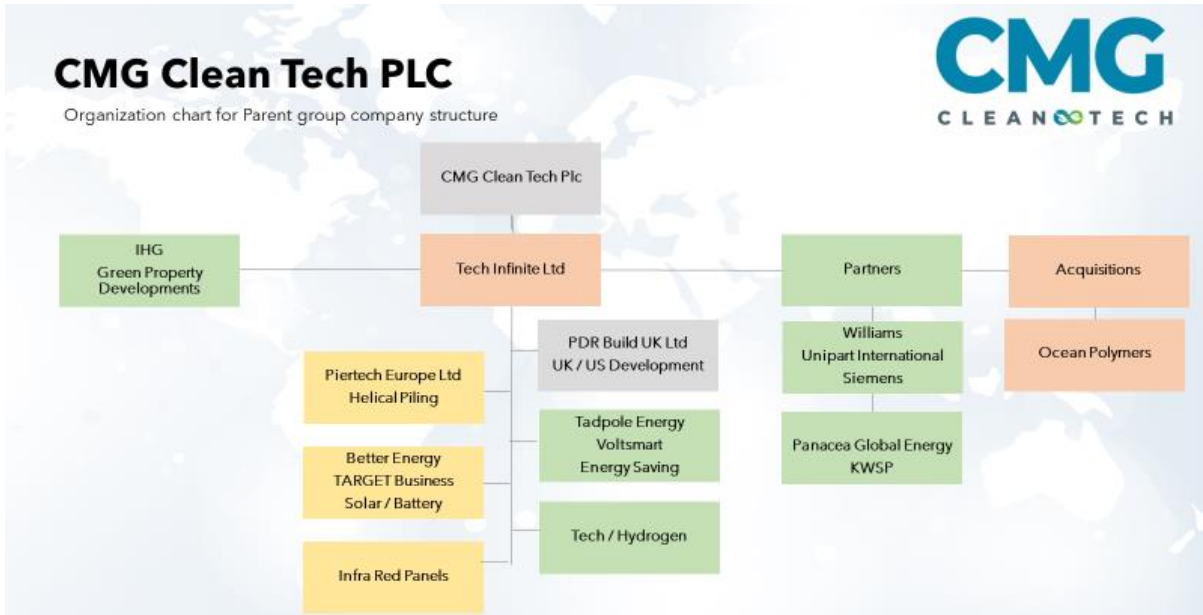 CMG Clean Tech PLC
Organization chart for Parent group company structure
CMG
CLEAN TECH
CMG Clean Tech Plc
IHG
Green Property
Developments
Tech Infinite Ltd
Partners
Acquisitions
PDR Build UK Ltd
UK / US Development
Williams
Unipart International
Siemens
Ocean Polymers
Piertech Europe Ltd
Helical Piling
Tadpole Energy
Voltsmart
Energy Saving
Panacea Global Energy
KWSP
Better Energy
TARGET Business
Solar / Battery
Tech / Hydrogen
Infra Red Panels